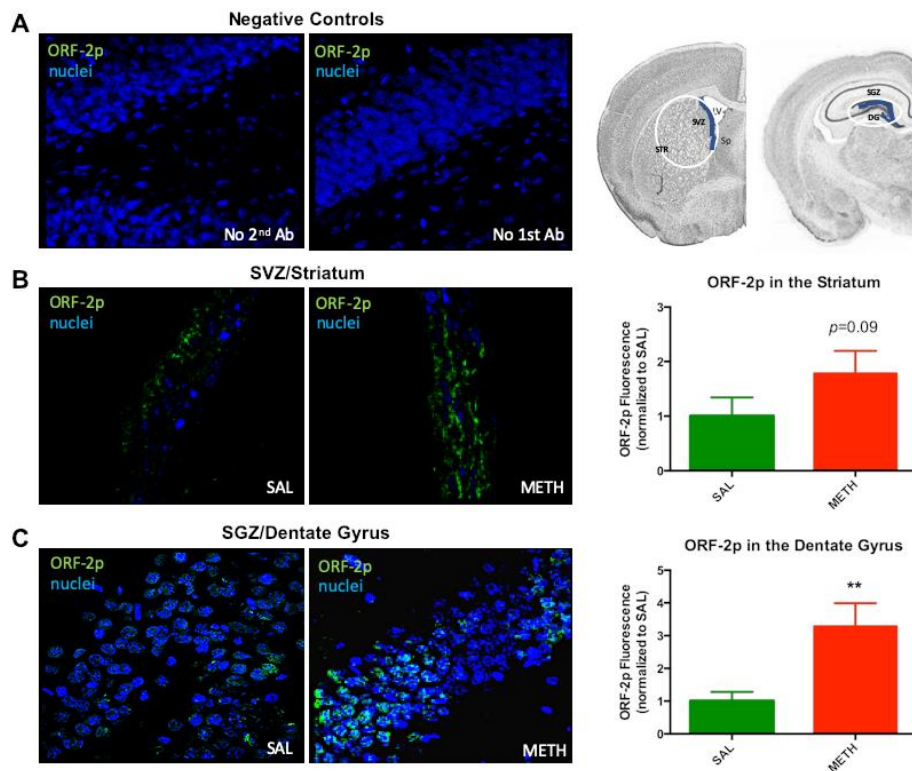 A
Negative Controls
ORF-2p
nuclei
No 2nd Ab
ORF-2p
nuclei
No 1st Ab
LV
SVZ
Sp
STR
SGZ
DG
B
SVZ/Striatum
ORF-2p
nuclei
SAL
ORF-2p
nuclei
METH
ORF-2p in the Striatum
ORF-2p Fluorescence
(normalized to SAL)
3
2
1
0
p=0.09
SAL
METH
C
SGZ/Dentate Gyrus
ORF-2p
nuclei
SAL
ORF-2p
nuclei
METH
ORF-2p in the Dentate Gyrus
ORF-2p Fluorescence
(normalized to SAL)
5
4
3
2
1
0
**
SAL
METH